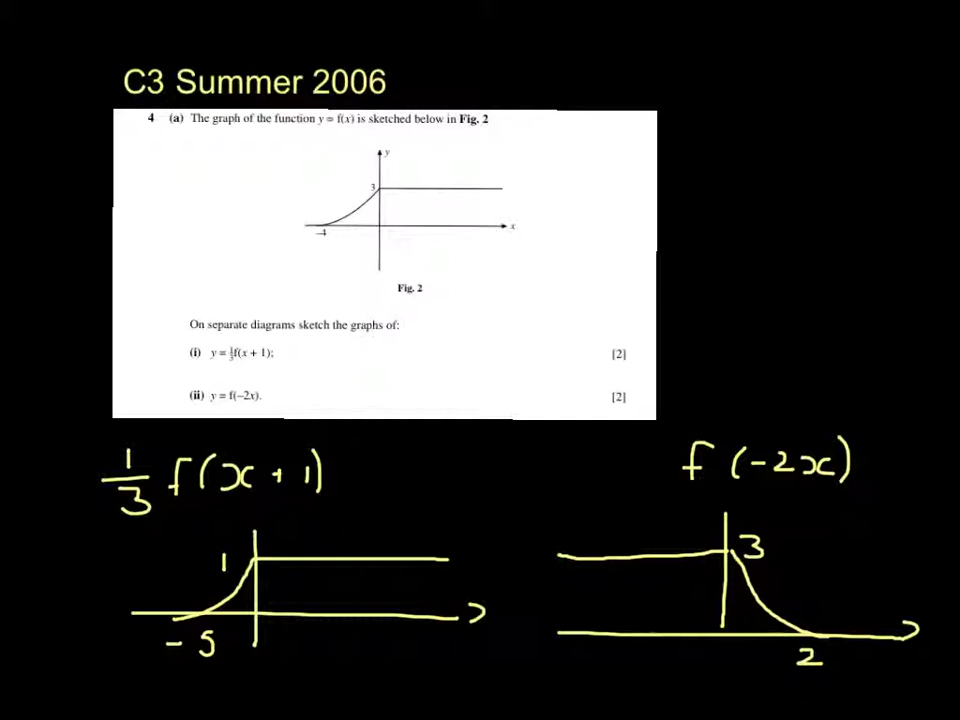 C3 Summer 2006
4 (a) The graph of the function y = f(x) is sketched below in Fig. 2
y
3
-4
x
Fig. 2
On separate diagrams sketch the graphs of:
(i) y = ⅓f(x + 1); [2]
(ii) y = f(−2x). [2]
1/3 f(x + 1)
f(-2x)
1
3
-5
2